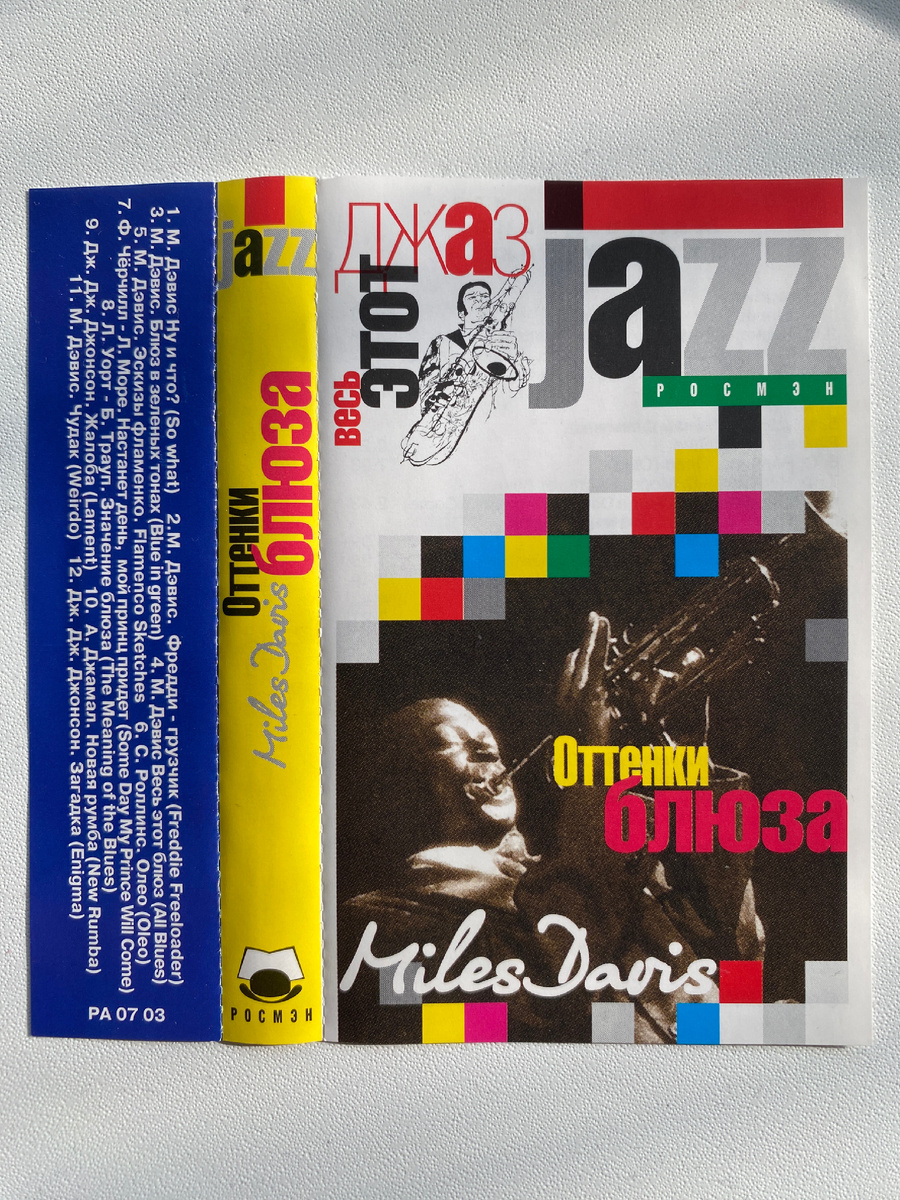 1. М. Дэвис Ну и что? (So what) 2.М. Дэвис. Фредди - грузчик (Freddie Freeloader)
3. М. Дэвис. Блюз в зеленых тонах (Blue in green) 4. М. Дэвис Весь этот блюз (All Blues)
5. М. Дэвис. Эскизы фламенко. Flamenco Sketches 6. С. Роллинс. Олео (Oleo)
7. Ф. Чёрчилл - Л. Море. Настанет день, мой принц придет (Some Day My Prince Will Come)
8. Л. Уорт - Б. Трауп. Значение блюза (The Meaning of the Blues)
9. Дж. Дж. Джонсон. Жалоба (Lament) 10. А. Джамал. Новая румба (New Rumba)
11. М. Дэвис. Чудак (Weirdo) 12. Дж. Дж. Джонсон. Загадка (Enigma)
РА 07 03
jazz
Оттенки
блюза
Miles Davis
РОСМЭН
весь
этот
джаз
jazz
РОСМЭН
Оттенки
блюза
Miles Davis